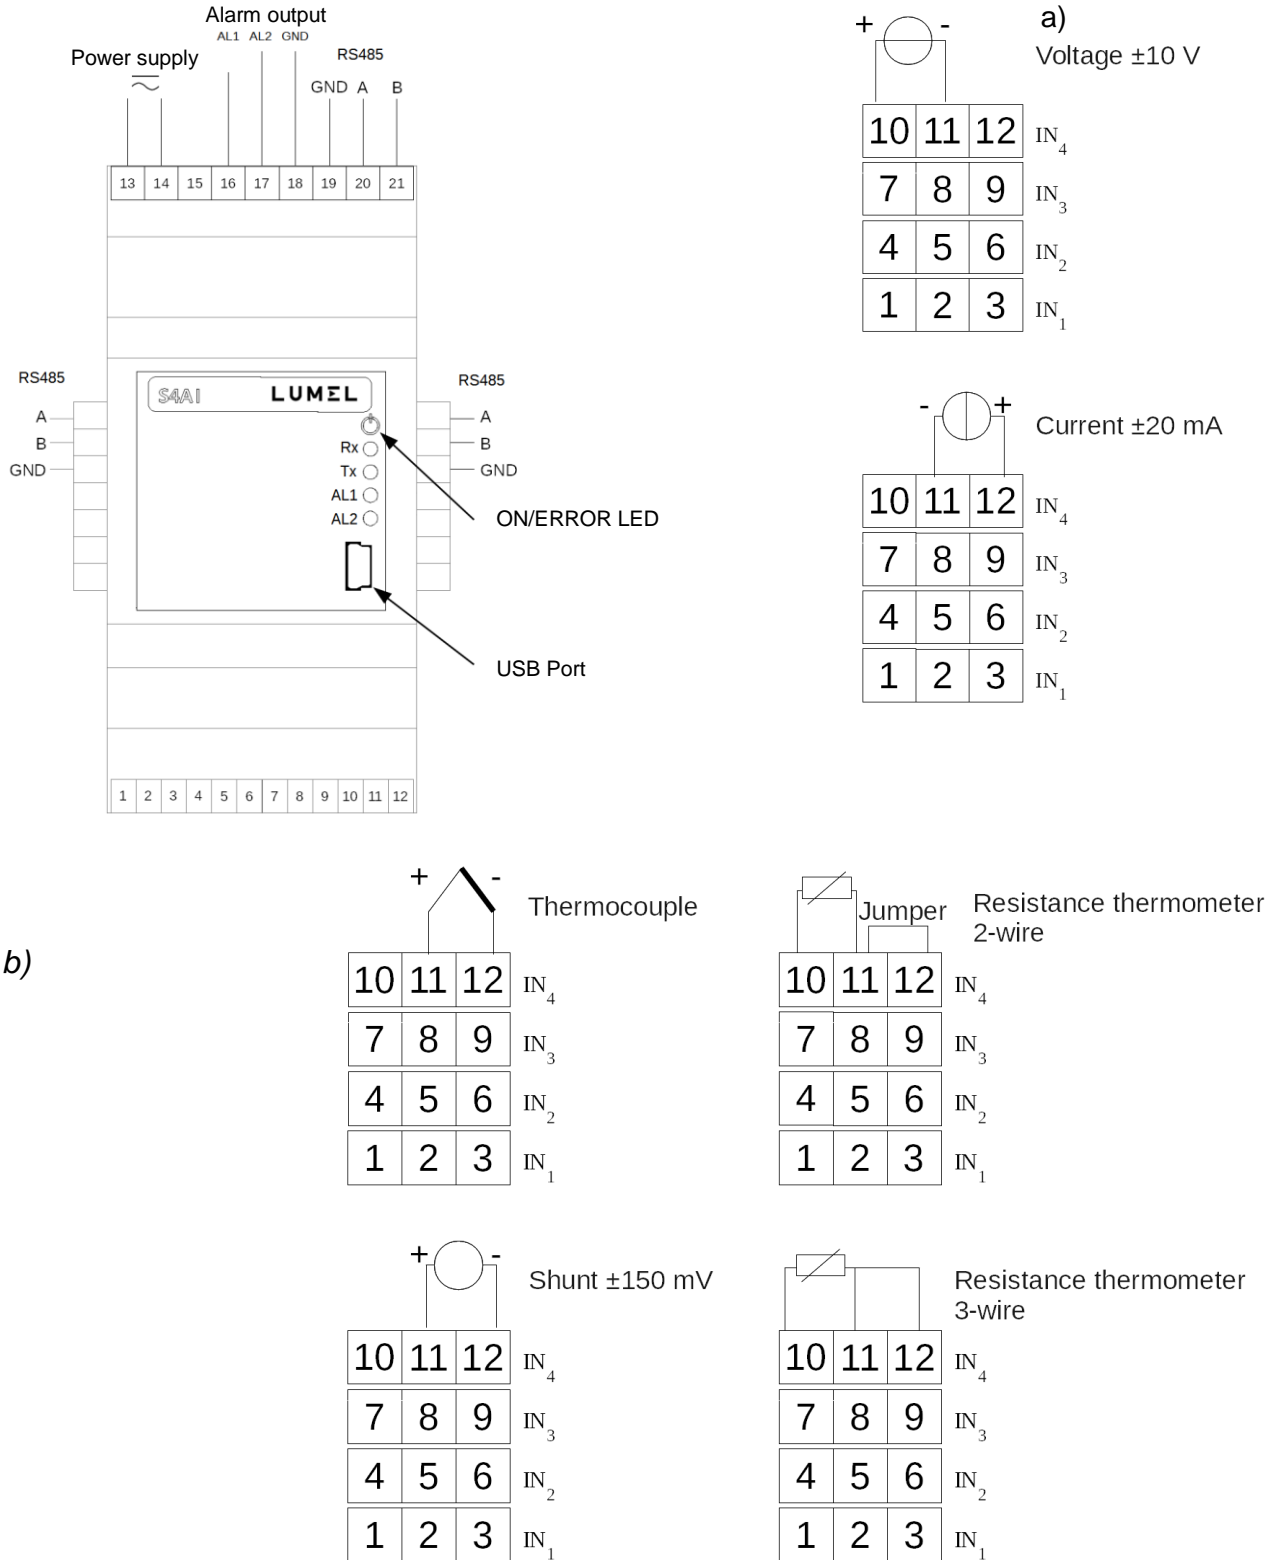 Alarm output
AL1 AL2 GND
Power supply
RS485
GND A B
13 14 15 16 17 18 19 20 21
RS485
A
B
GND
S4AI LUMEL
Rx
Tx
AL1
AL2
RS485
A
B
GND
ON/ERROR LED
USB Port
1 2 3 4 5 6 7 8 9 10 11 12
a)
+ -
Voltage ±10 V
10 11 12 IN4
7 8 9 IN3
4 5 6 IN2
1 2 3 IN1
- +
Current ±20 mA
10 11 12 IN4
7 8 9 IN3
4 5 6 IN2
1 2 3 IN1
b)
+ -
Thermocouple
10 11 12 IN4
7 8 9 IN3
4 5 6 IN2
1 2 3 IN1
Jumper
Resistance thermometer
2-wire
10 11 12 IN4
7 8 9 IN3
4 5 6 IN2
1 2 3 IN1
+ -
Shunt ±150 mV
10 11 12 IN4
7 8 9 IN3
4 5 6 IN2
1 2 3 IN1
Resistance thermometer
3-wire
10 11 12 IN4
7 8 9 IN3
4 5 6 IN2
1 2 3 IN1